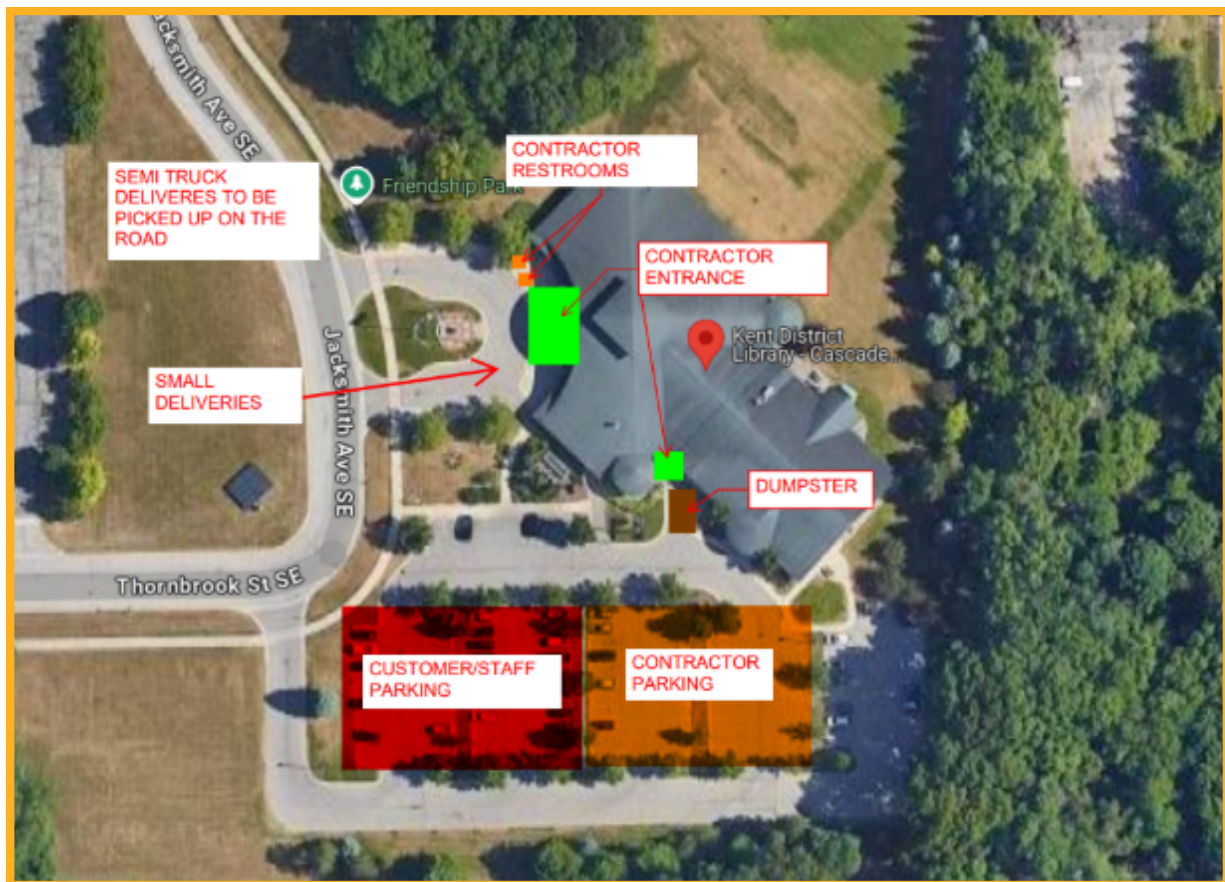 Jacksmith Ave SE
CONTRACTOR
RESTROOMS
SEMI TRUCK
DELIVERES TO BE
PICKED UP ON THE
ROAD
Friendship Park
CONTRACTOR
ENTRANCE
Kent District
Library - Cascade...
SMALL
DELIVERIES
Jacksmith Ave SE
DUMPSTER
Thornbrook St SE
CUSTOMER/STAFF
PARKING
CONTRACTOR
PARKING